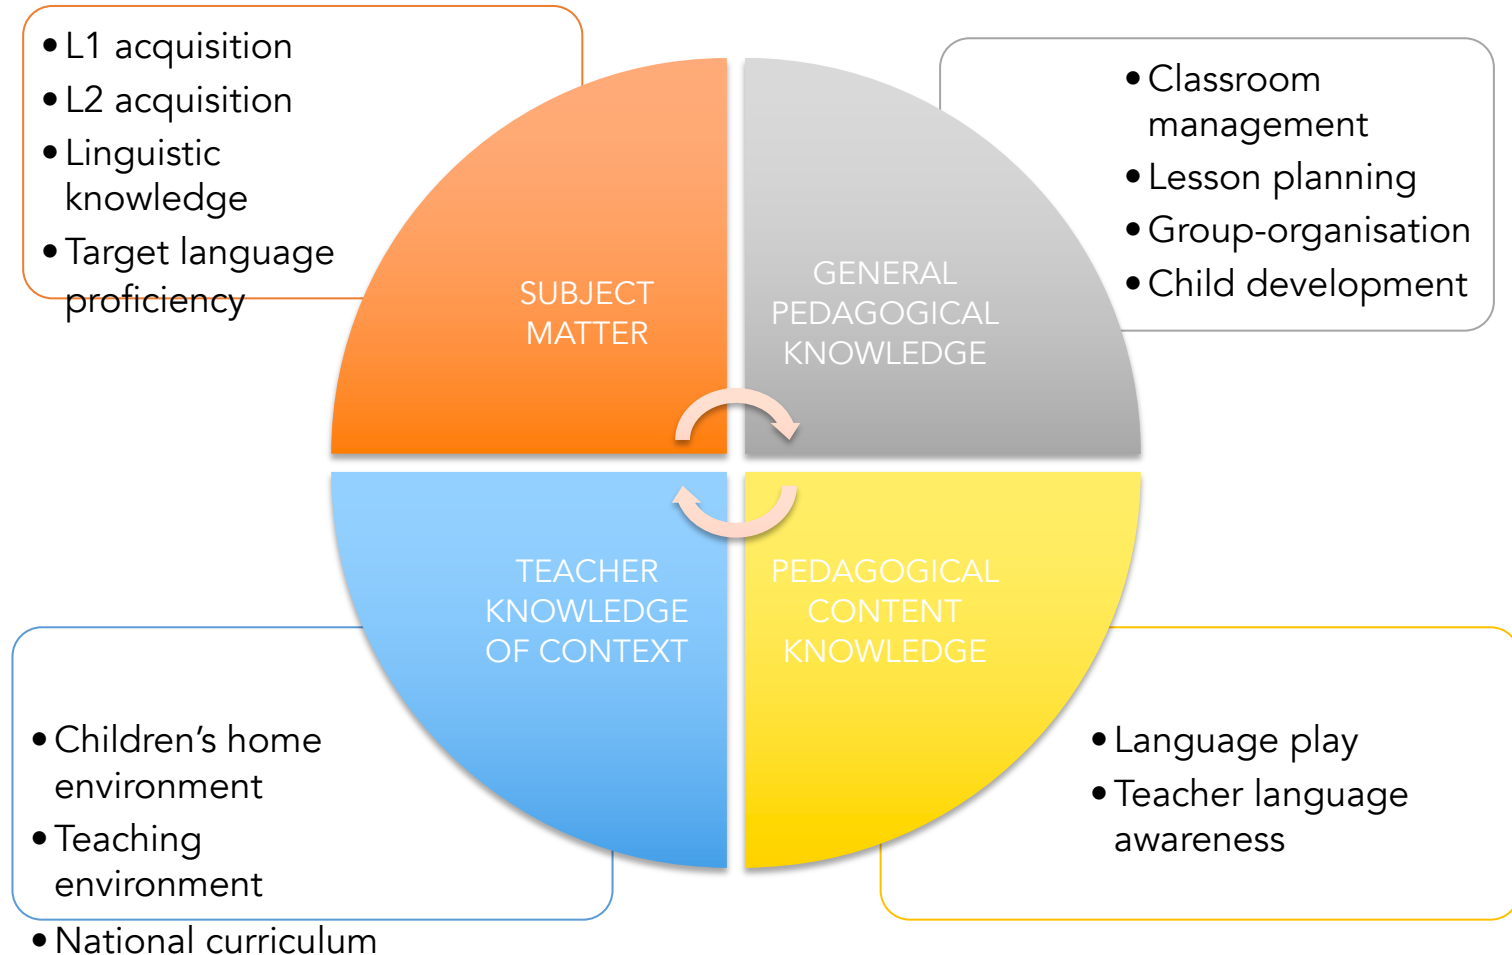 • L1 acquisition
• L2 acquisition
• Linguistic
knowledge
• Target language
proficiency
• Classroom
management
• Lesson planning
• Group-organisation
• Child development
SUBJECT
MATTER
GENERAL
PEDAGOGICAL
KNOWLEDGE
TEACHER
KNOWLEDGE
OF CONTEXT
PEDAGOGICAL
CONTENT
KNOWLEDGE
• Children’s home
environment
• Teaching
environment
• National curriculum
• Language play
• Teacher language
awareness